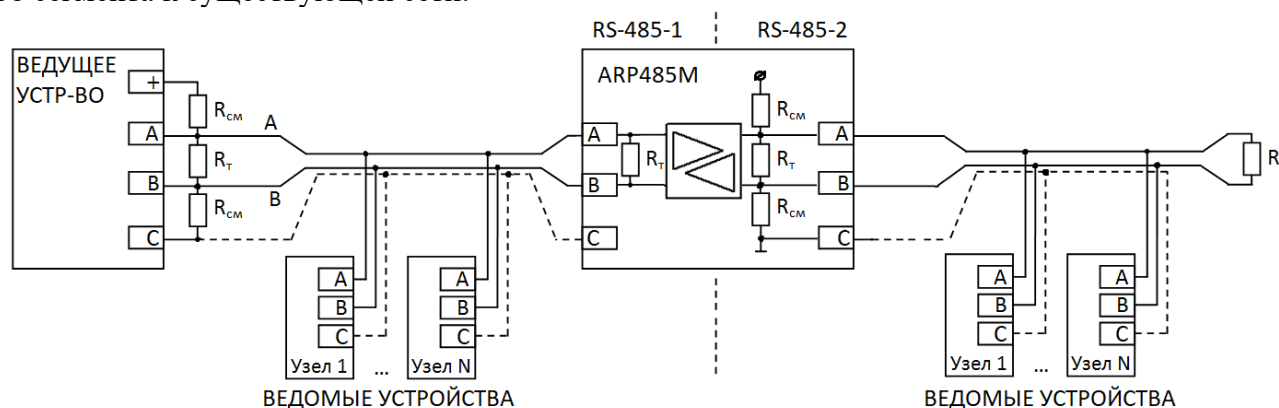 RS-485-1
RS-485-2
ВЕДУЩЕЕ
УСТР-ВО
ARP485M
+
Rсм
A
A
Rт
B
B
Rсм
C
A
Rт
B
C
Rсм
A
Rт
B
Rсм
C
R
A
B
C
Узел 1
...
A
B
C
Узел N
A
B
C
Узел 1
...
A
B
C
Узел N
ВЕДОМЫЕ УСТРОЙСТВА
ВЕДОМЫЕ УСТРОЙСТВА